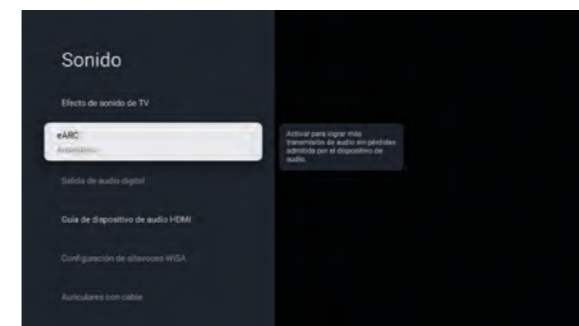 Sonido
Efecto de sonido de TV
eARC
Automático
Activar para lograr más
transmisión de audio sin pérdidas
admitida por el dispositivo de
audio.
Salida de audio digital
Guía de dispositivo de audio HDMI
Configuración de altavoces WiSA
Auriculares con cable